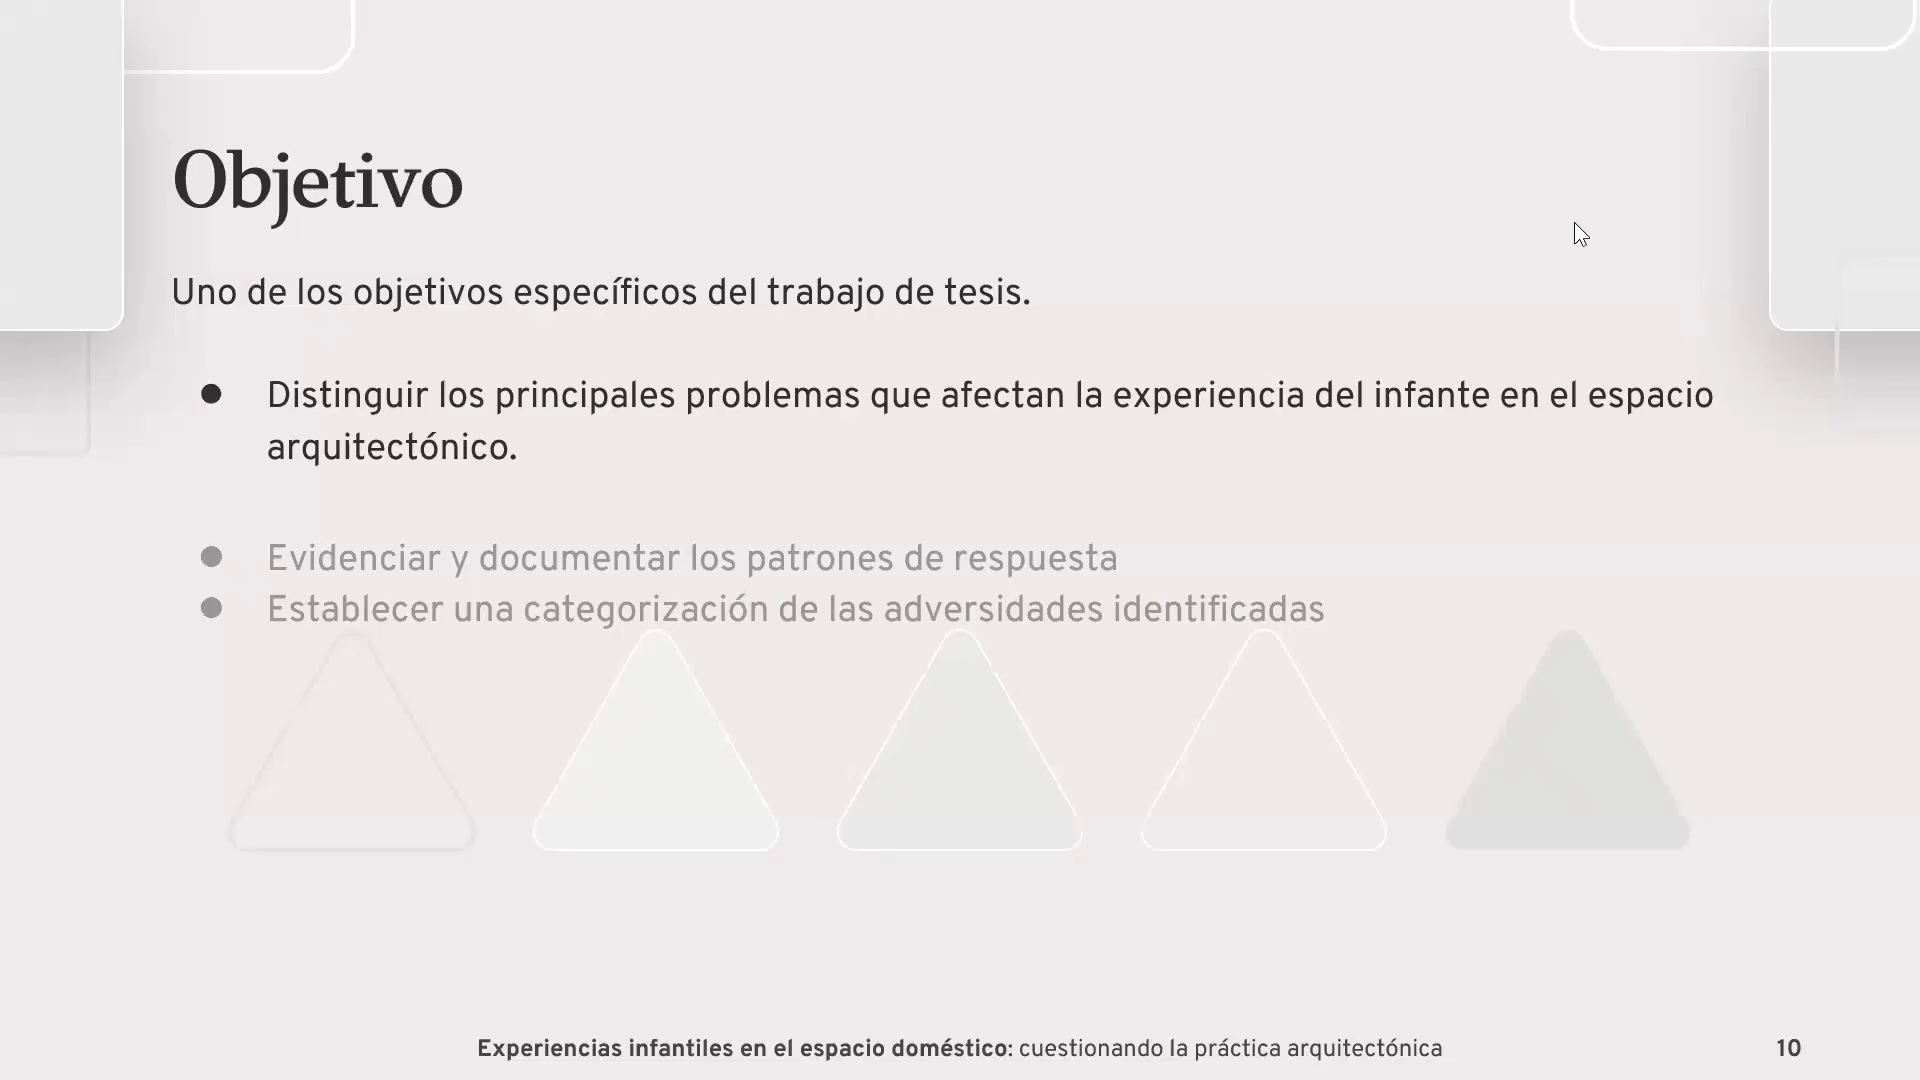 Objetivo
Uno de los objetivos específicos del trabajo de tesis.
● Distinguir los principales problemas que afectan la experiencia del infante en el espacio
arquitectónico.
● Evidenciar y documentar los patrones de respuesta
● Establecer una categorización de las adversidades identificadas
Experiencias infantiles en el espacio doméstico: cuestionando la práctica arquitectónica
10